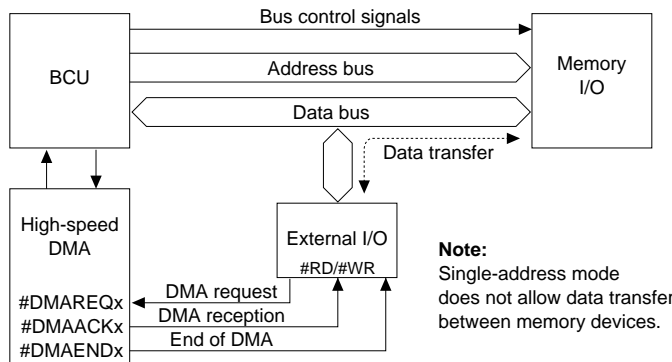 Bus control signals
BCU
Address bus
Memory
I/O
Data bus
Data transfer
High-speed
DMA
External I/O
#RD/#WR
#DMAREQx
DMA request
#DMAACKx
DMA reception
#DMAENDx
End of DMA
Note:
Single-address mode
does not allow data transfer
between memory devices.